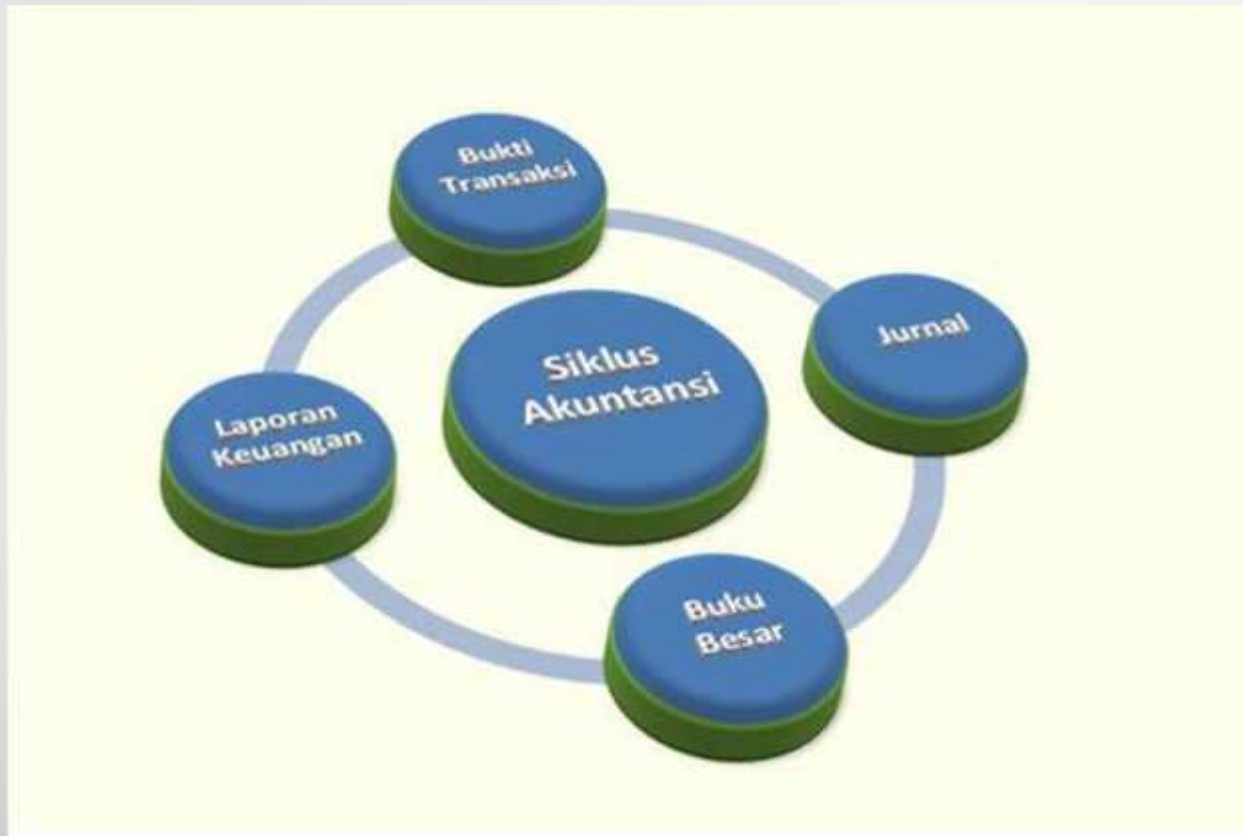 Bukti
Transaksi
Jurnal
Siklus
Akuntansi
Laporan
Keuangan
Buku
Besar